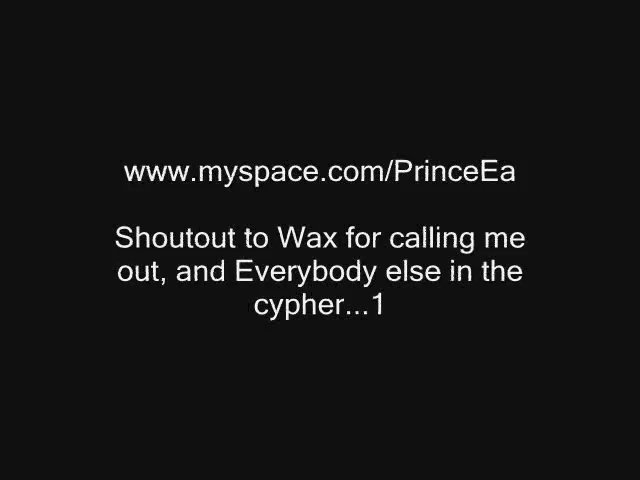 www.myspace.com/PrinceEa
Shoutout to Wax for calling me
out, and Everybody else in the
cypher...1